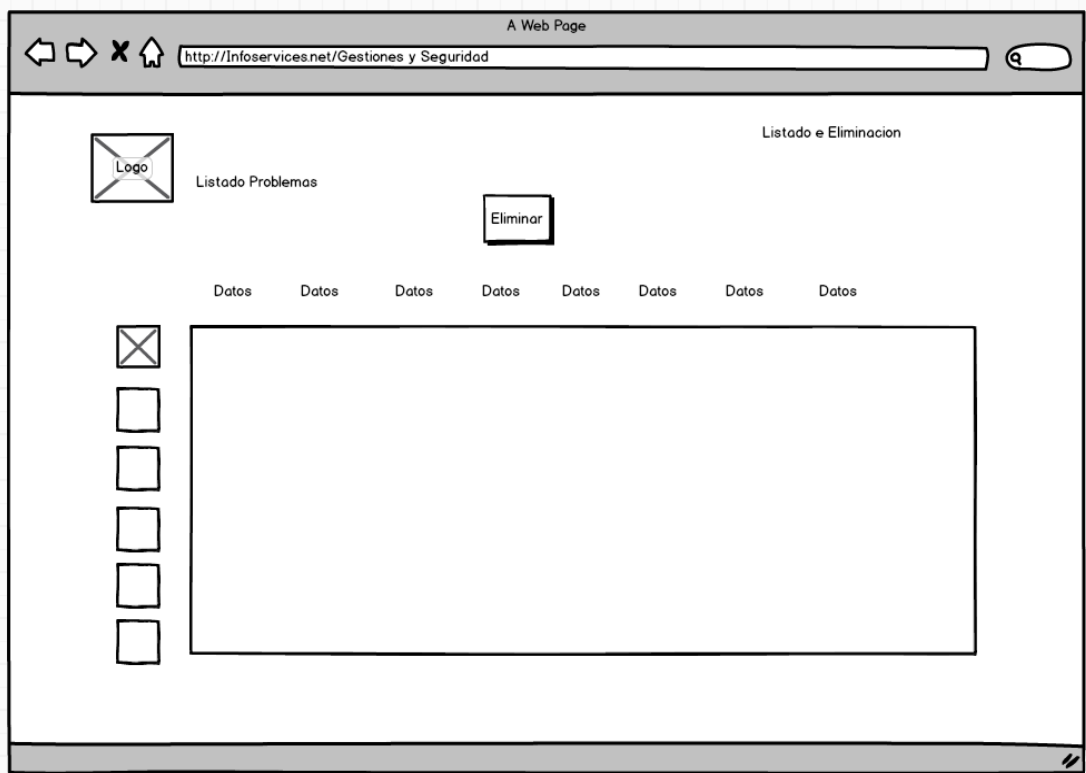 A Web Page
http://Infoservices.net/Gestiones y Seguridad
Listado e Eliminacion
Logo
Listado Problemas
Eliminar
Datos Datos Datos Datos Datos Datos Datos Datos